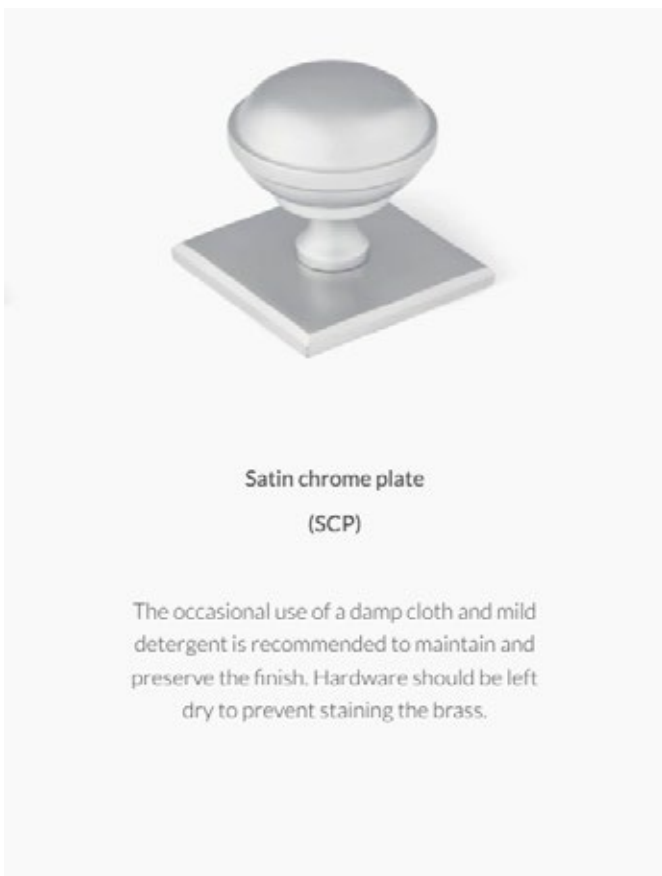 Satin chrome plate
(SCP)
The occasional use of a damp cloth and mild
detergent is recommended to maintain and
preserve the finish. Hardware should be left
dry to prevent staining the brass.